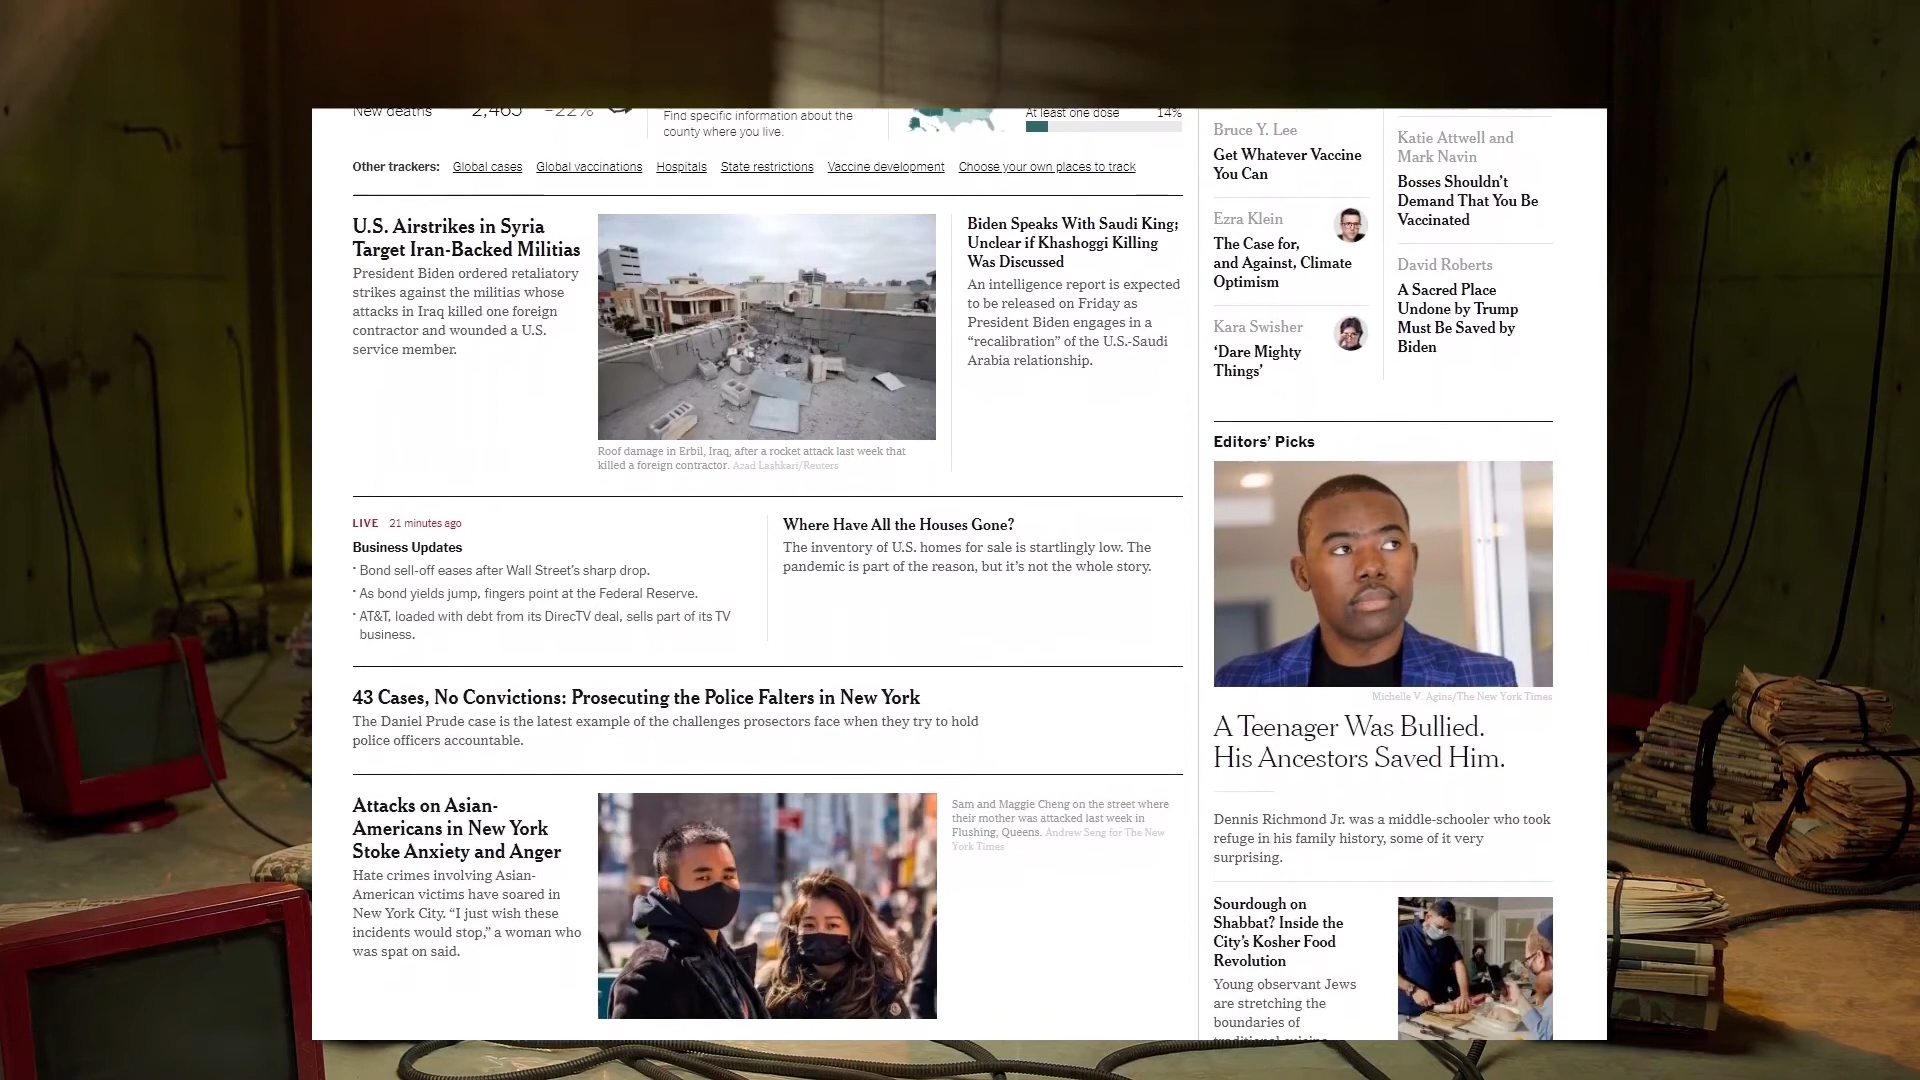 New deaths 2,465 –22%
Find specific information about the
county where you live.
At least one dose 14%
Other trackers: Global cases Global vaccinations Hospitals State restrictions Vaccine development Choose your own places to track
U.S. Airstrikes in Syria
Target Iran-Backed Militias
President Biden ordered retaliatory
strikes against the militias whose
attacks in Iraq killed one foreign
contractor and wounded a U.S.
service member.
Roof damage in Erbil, Iraq, after a rocket attack last week that
killed a foreign contractor. Azad Lashkari/Reuters
Biden Speaks With Saudi King;
Unclear if Khashoggi Killing
Was Discussed
An intelligence report is expected
to be released on Friday as
President Biden engages in a
“recalibration” of the U.S.-Saudi
Arabia relationship.
LIVE 21 minutes ago
Business Updates
· Bond sell-off eases after Wall Street’s sharp drop.
· As bond yields jump, fingers point at the Federal Reserve.
· AT&T, loaded with debt from its DirecTV deal, sells part of its TV
business.
Where Have All the Houses Gone?
The inventory of U.S. homes for sale is startlingly low. The
pandemic is part of the reason, but it’s not the whole story.
43 Cases, No Convictions: Prosecuting the Police Falters in New York
The Daniel Prude case is the latest example of the challenges prosectors face when they try to hold
police officers accountable.
Attacks on Asian-
Americans in New York
Stoke Anxiety and Anger
Hate crimes involving Asian-
American victims have soared in
New York City. “I just wish these
incidents would stop,” a woman who
was spat on said.
Sam and Maggie Cheng on the street where
their mother was attacked last week in
Flushing, Queens. Andrew Seng for The New
York Times
Bruce Y. Lee
Get Whatever Vaccine
You Can
Ezra Klein
The Case for,
and Against, Climate
Optimism
Kara Swisher
‘Dare Mighty
Things’
Katie Attwell and
Mark Navin
Bosses Shouldn’t
Demand That You Be
Vaccinated
David Roberts
A Sacred Place
Undone by Trump
Must Be Saved by
Biden
Editors’ Picks
Michelle V. Agins/The New York Times
A Teenager Was Bullied.
His Ancestors Saved Him.
Dennis Richmond Jr. was a middle-schooler who took
refuge in his family history, some of it very
surprising.
Sourdough on
Shabbat? Inside the
City’s Kosher Food
Revolution
Young observant Jews
are stretching the
boundaries of
traditional cuisine